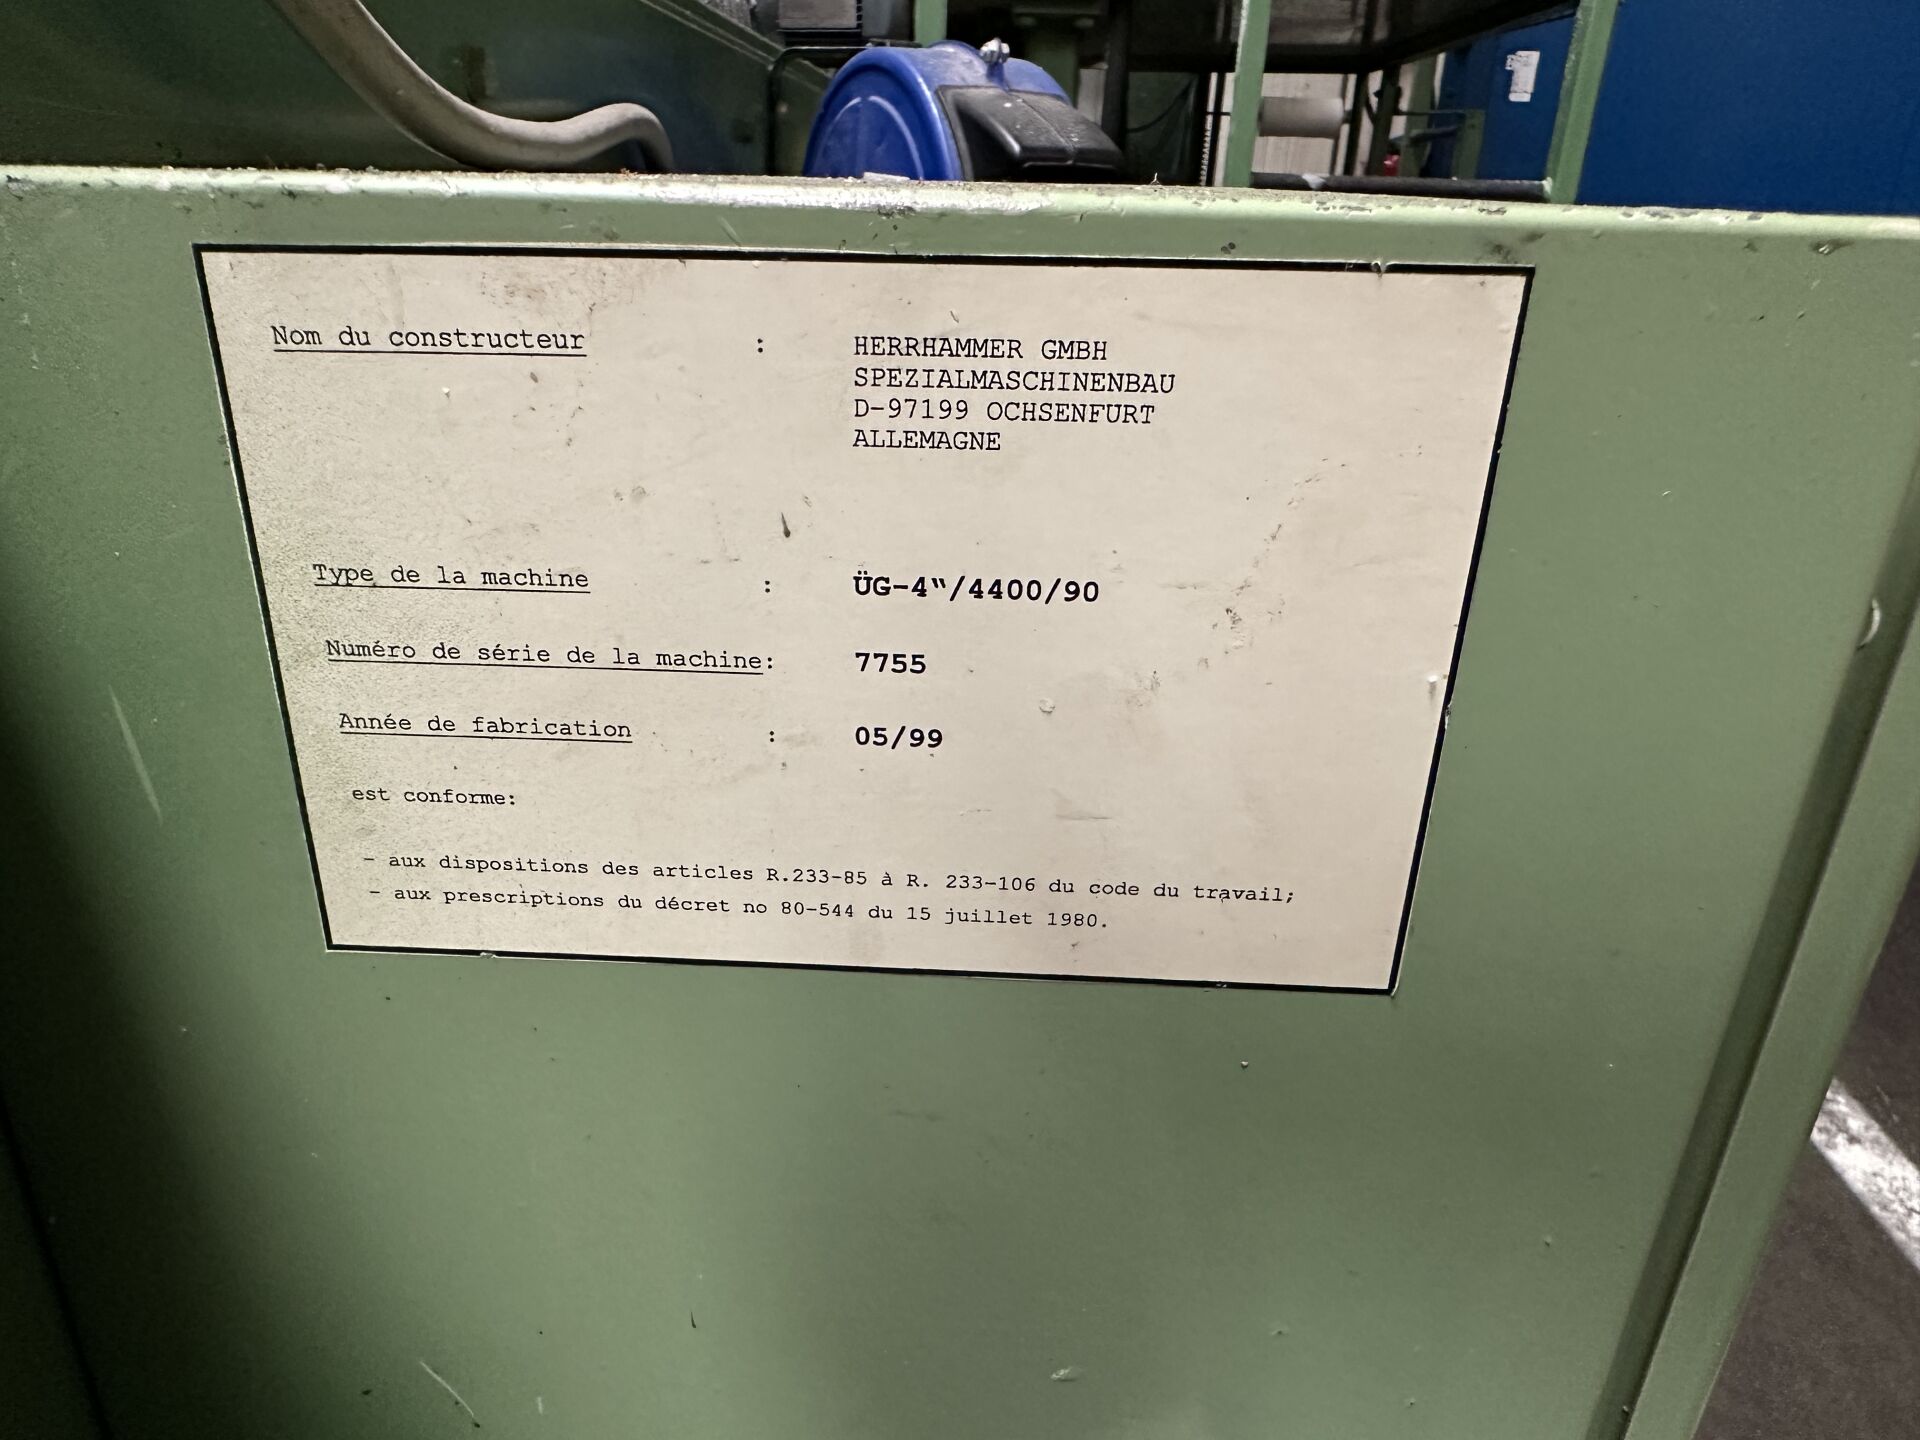 Nom du constructeur : HERRHAMMER GMBH
SPEZIALMASCHINENBAU
D-97199 OCHSENFURT
ALLEMAGNE
Type de la machine : ÜG-4"/4400/90
Numéro de série de la machine: 7755
Année de fabrication : 05/99
est conforme:
- aux dispositions des articles R.233-85 à R. 233-106 du code du travail;
- aux prescriptions du décret no 80-544 du 15 juillet 1980.